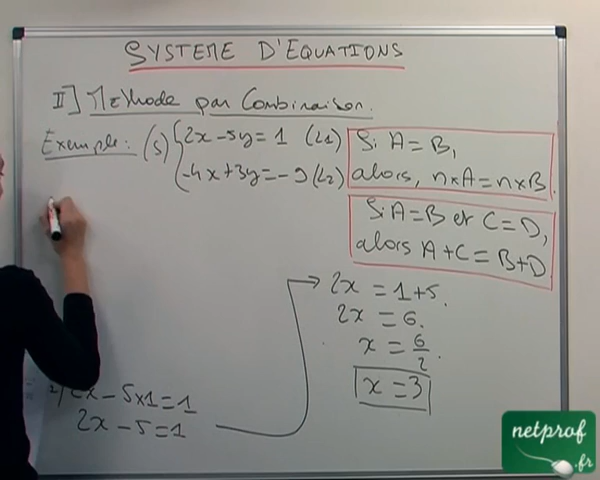 SYSTEME D'EQUATIONS
II] Méthode par Combinaison.
Exemple: (S) { 2x - 5y = 1 (L1)
-4x + 3y = -9 (L2)
Si A = B,
alors, n×A = n×B.
Si A = B et C = D,
alors A + C = B + D
2x - 5×1 = 1
2x - 5 = 1
2x = 1 + 5.
2x = 6.
x = 6/2.
x = 3
netprof
.fr